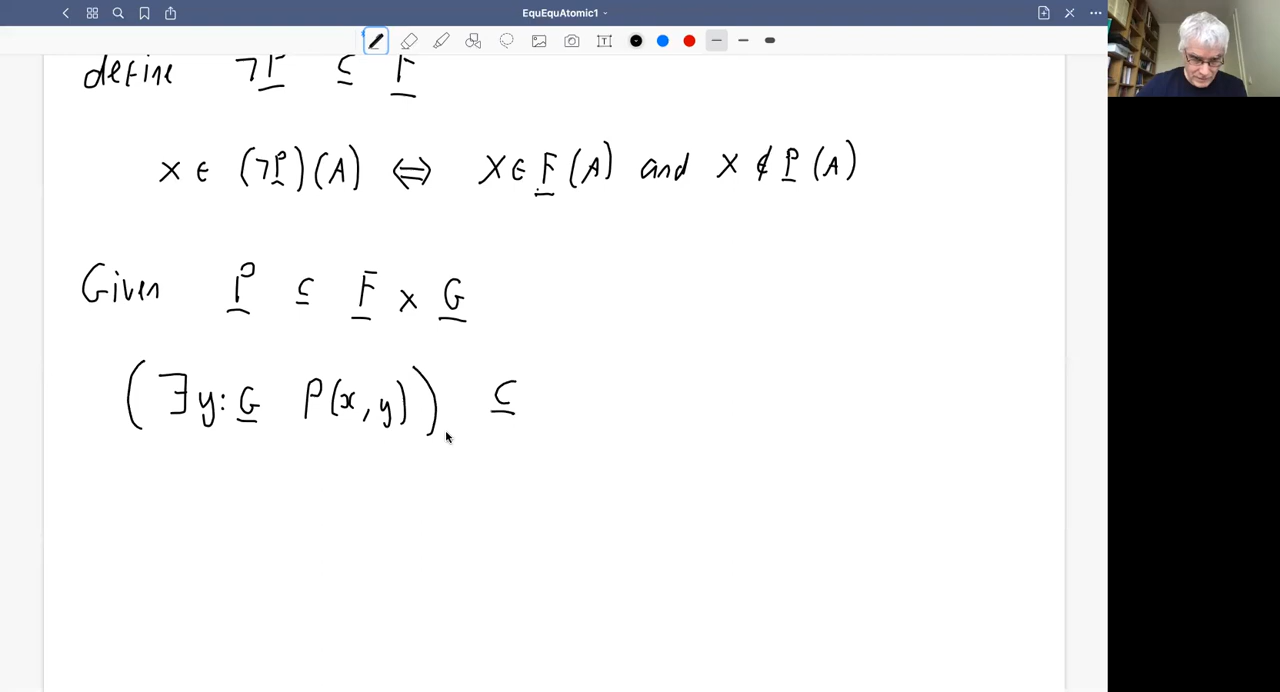 EquEquAtomic1
define ¬P ⊆ F
x ∈ (¬P)(A) ⇔ x ∈ F(A) and x ∉ P(A)
Given P ⊆ F × G
(∃y:G P(x,y)) ⊆